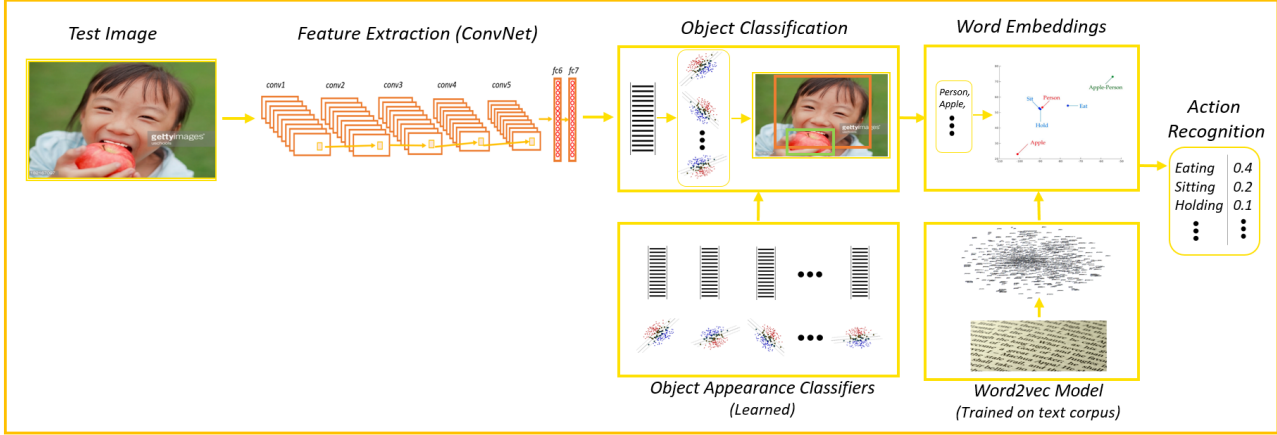 Test Image
Feature Extraction (ConvNet)
Object Classification
Word Embeddings
Action
Recognition
conv1
conv2
conv3
conv4
conv5
fc6
fc7
gettyimages
gettyimages
Person,
Apple,
Apple-Person
Sit
Person
Eat
Hold
Apple
Eating 0.4
Sitting 0.2
Holding 0.1
Object Appearance Classifiers
(Learned)
Word2vec Model
(Trained on text corpus)